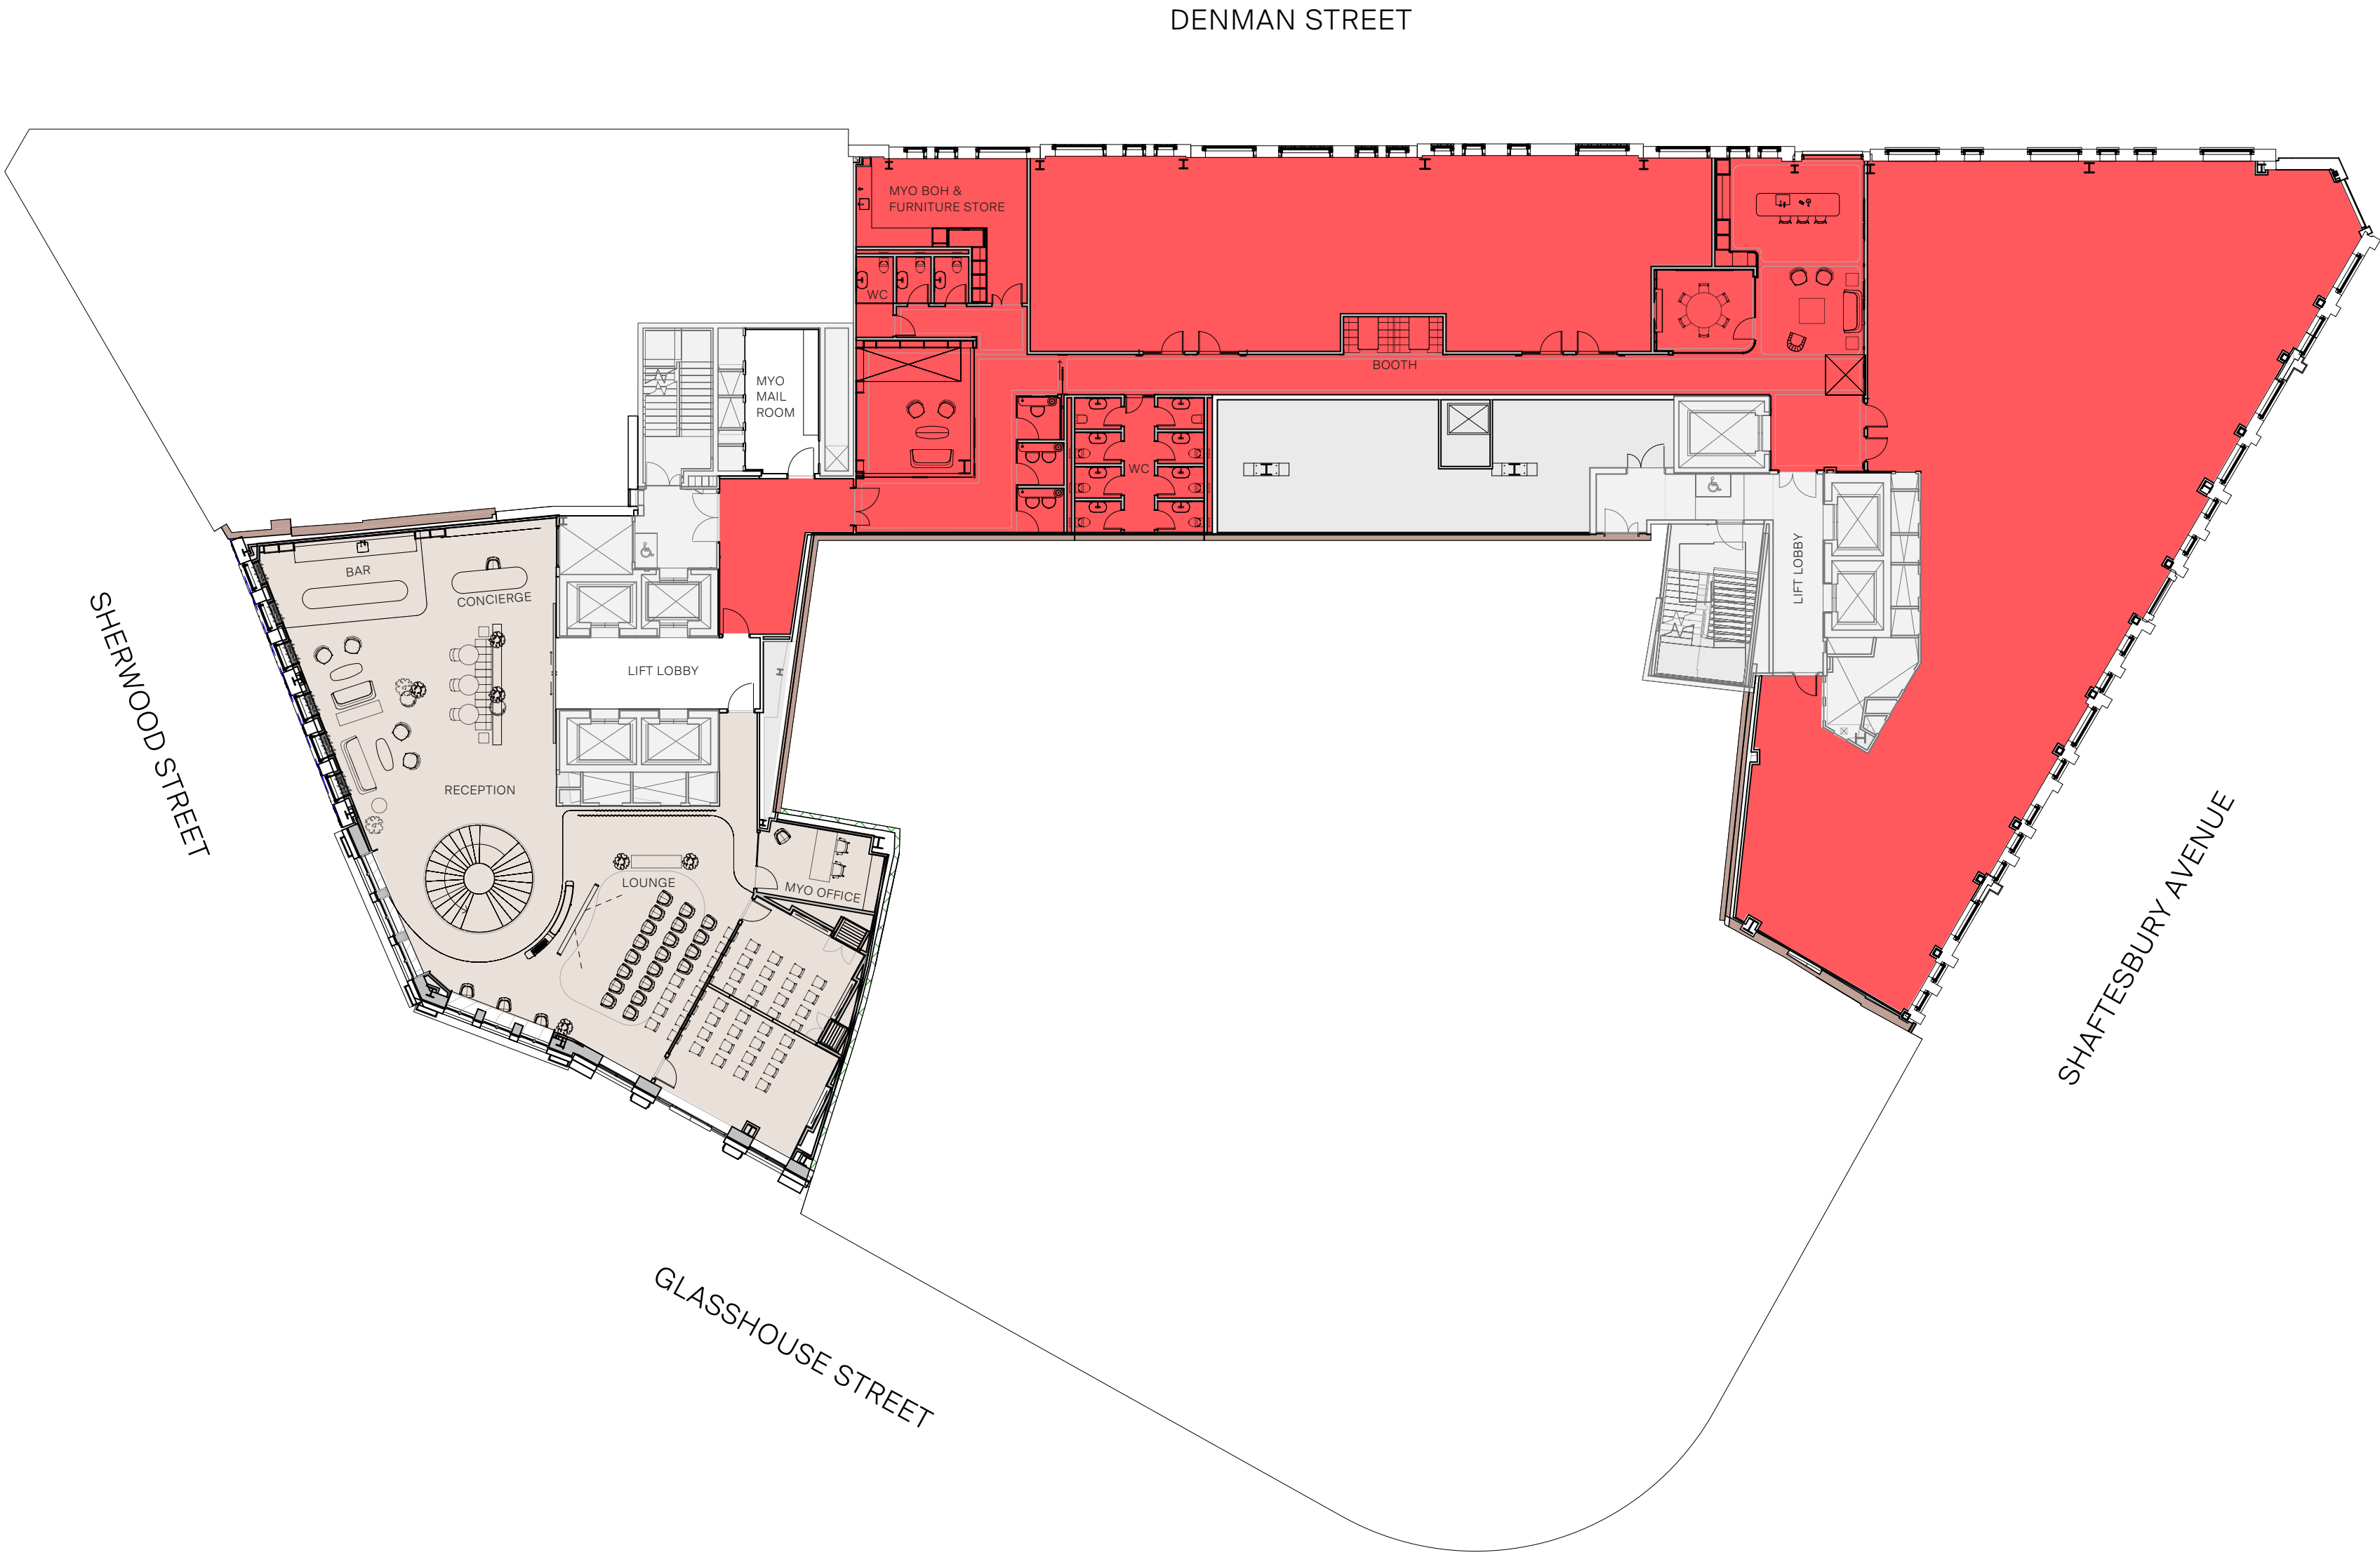 DENMAN STREET
MYO BOH &
FURNITURE STORE
WC
BOOTH
MYO
MAIL
ROOM
WC
LIFT LOBBY
BAR
CONCIERGE
LIFT LOBBY
SHERWOOD STREET
RECEPTION
LOUNGE
MYO OFFICE
SHAFTESBURY AVENUE
GLASSHOUSE STREET